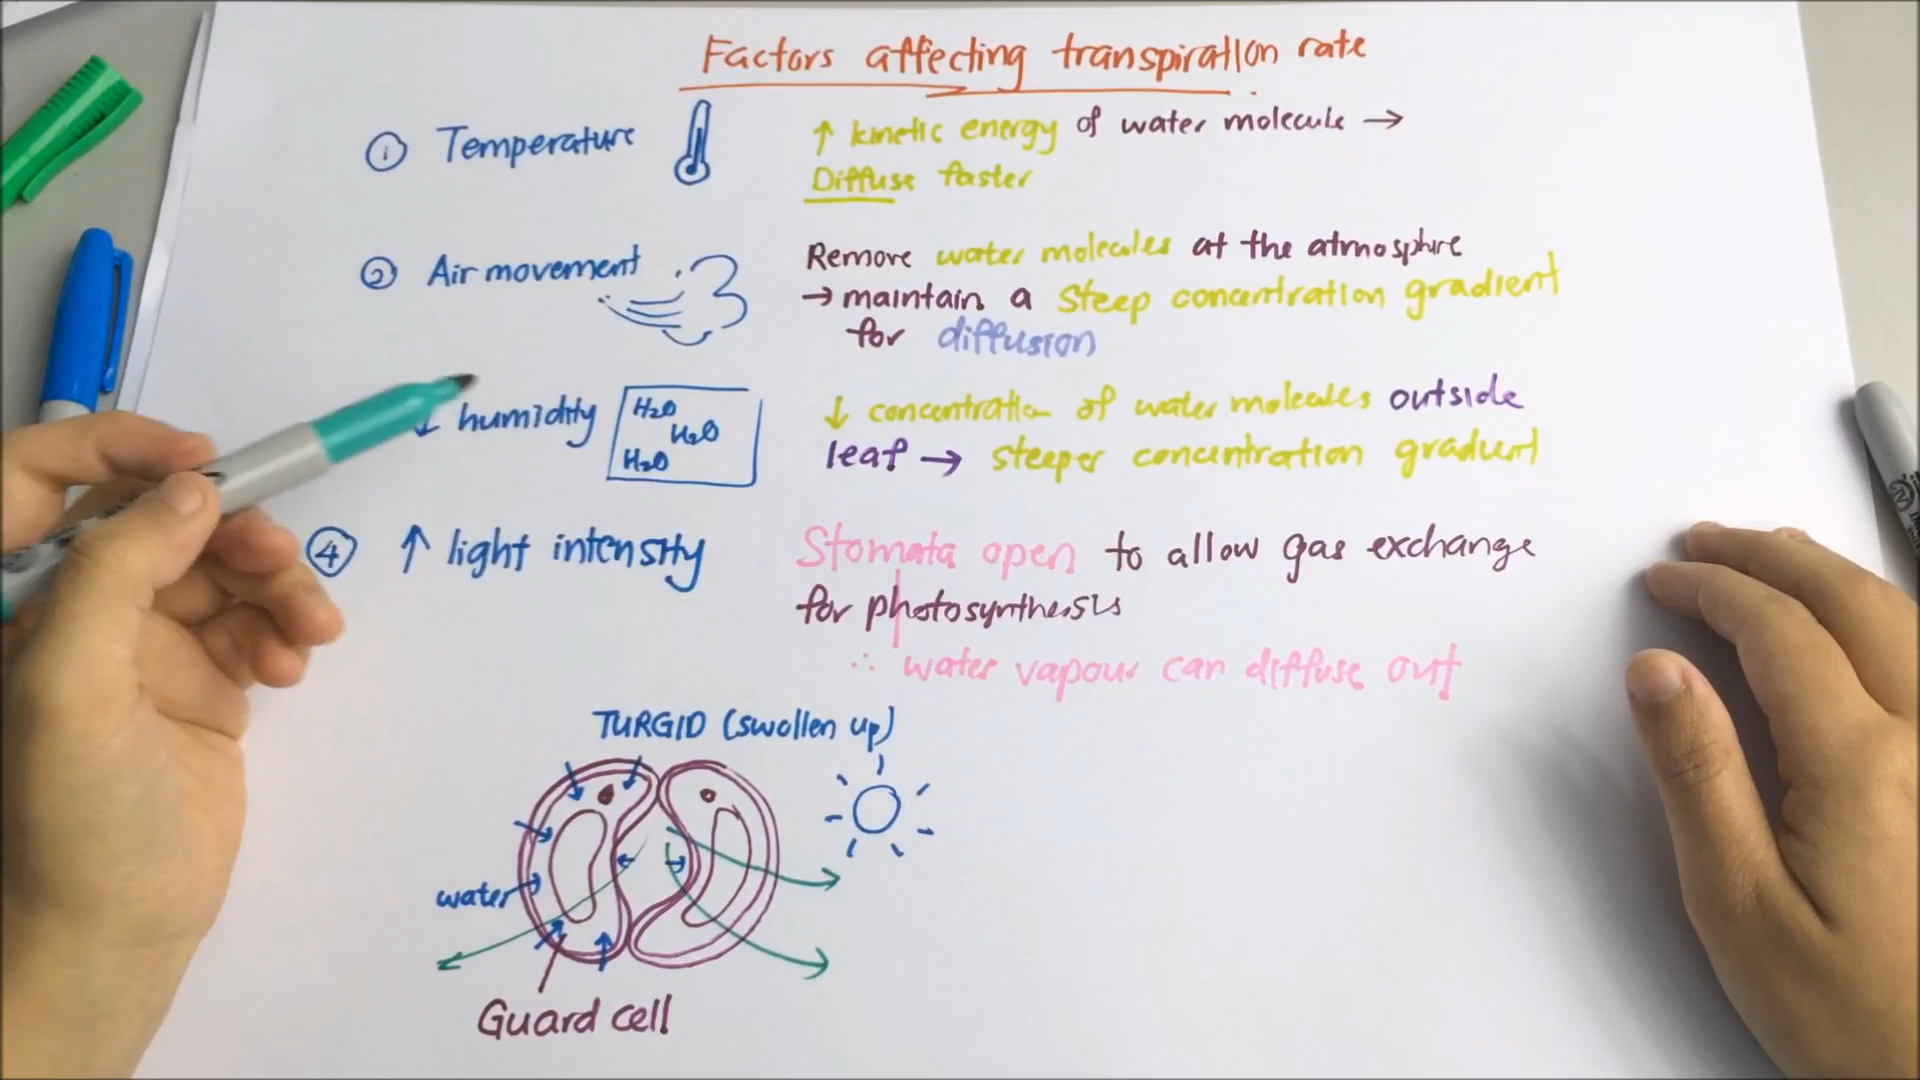 Factors affecting transpiration rate
① Temperature
↑ kinetic energy of water molecule →
Diffuse faster
② Air movement
Remove water molecules at the atmosphere
→ maintain a steep concentration gradient
for diffusion
↓ humidity
H₂O
H₂O
H₂O
↓ concentration of water molecules outside
leaf → steeper concentration gradient
④ ↑ light intensity
Stomata open to allow gas exchange
for photosynthesis
∴ water vapour can diffuse out
TURGID (swollen up)
water
Guard cell